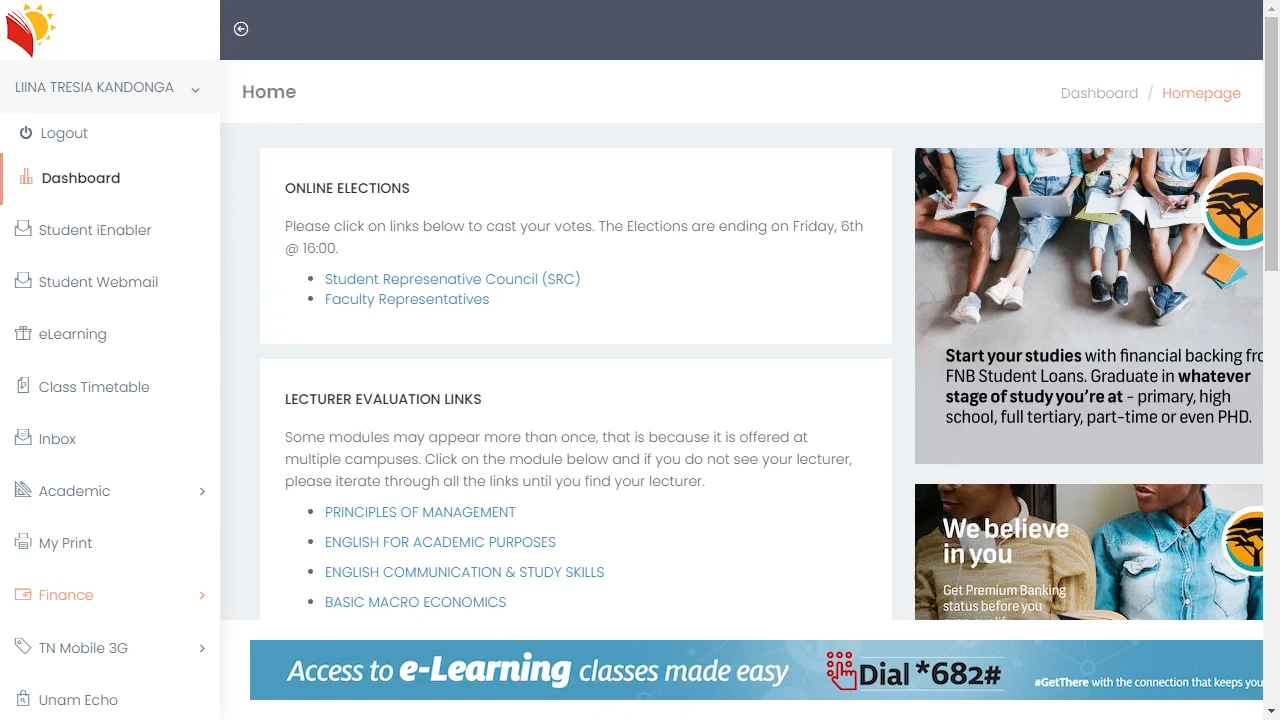 LIINA TRESIA KANDONGA
Logout
Dashboard
Student iEnabler
Student Webmail
eLearning
Class Timetable
Inbox
Academic
My Print
Finance
TN Mobile 3G
Unam Echo
Home
Dashboard / Homepage
ONLINE ELECTIONS
Please click on links below to cast your votes. The Elections are ending on Friday, 6th
@ 16:00.
Student Represenative Council (SRC)
Faculty Representatives
LECTURER EVALUATION LINKS
Some modules may appear more than once, that is because it is offered at
multiple campuses. Click on the module below and if you do not see your lecturer,
please iterate through all the links until you find your lecturer.
PRINCIPLES OF MANAGEMENT
ENGLISH FOR ACADEMIC PURPOSES
ENGLISH COMMUNICATION & STUDY SKILLS
BASIC MACRO ECONOMICS
Start your studies with financial backing
FNB Student Loans. Graduate in whatever
stage of study you're at - primary, high
school, full tertiary, part-time or even PHD.
We believe
in you
Get Premium Banking
status before you
Access to e-Learning classes made easy
Dial *682#
#GetThere with the connection that keeps you